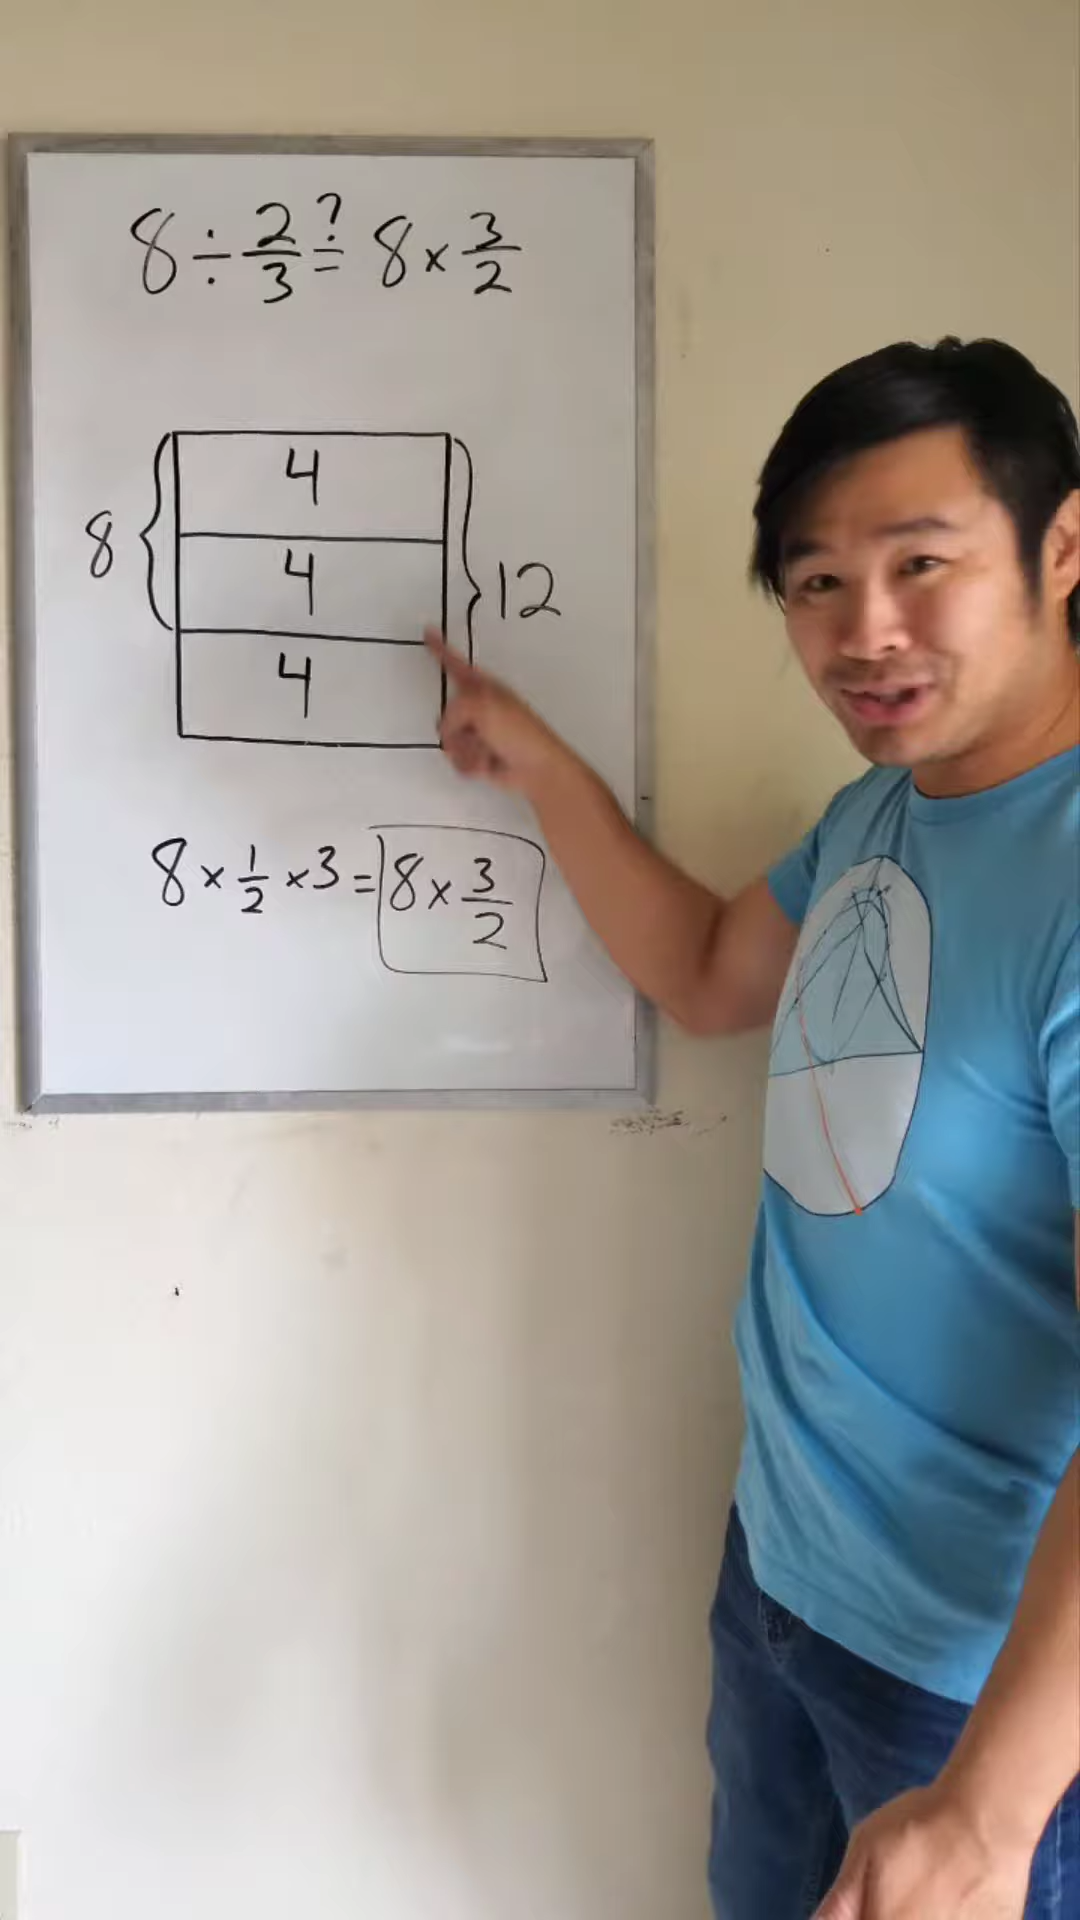 8 ÷ 2/3 ≟ 8 × 3/2
4
8
4
12
4
8 × 1/2 × 3 = 8 × 3/2